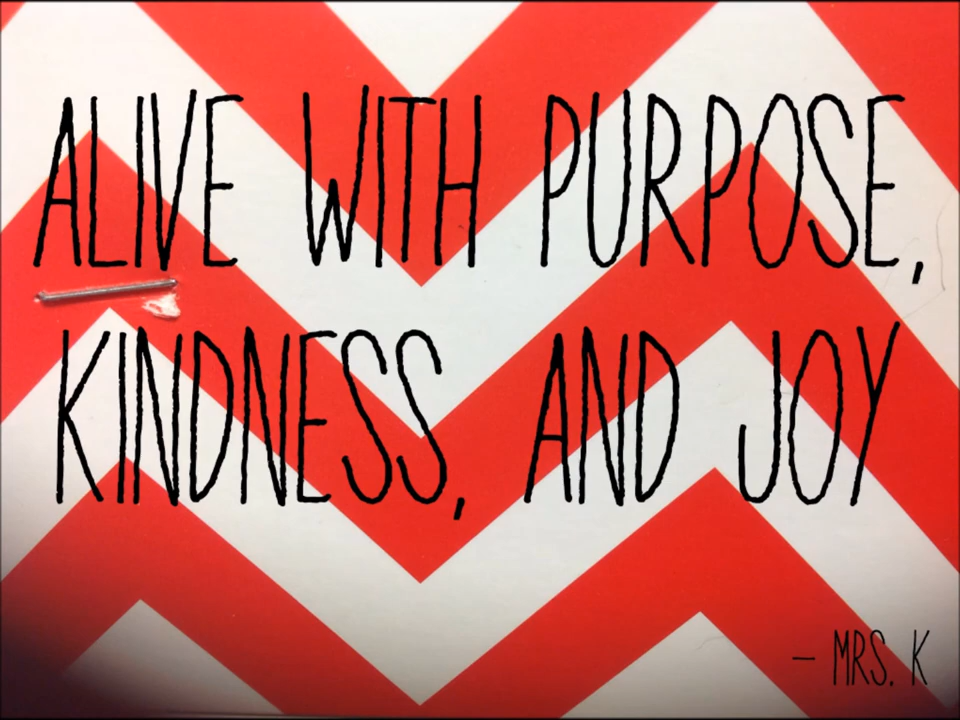 ALIVE WITH PURPOSE,
KINDNESS, AND JOY
- MRS. K